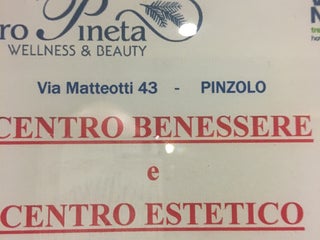 ro Pineta
WELLNESS & BEAUTY
Via Matteotti 43 - PINZOLO
CENTRO BENESSERE
e
CENTRO ESTETICO